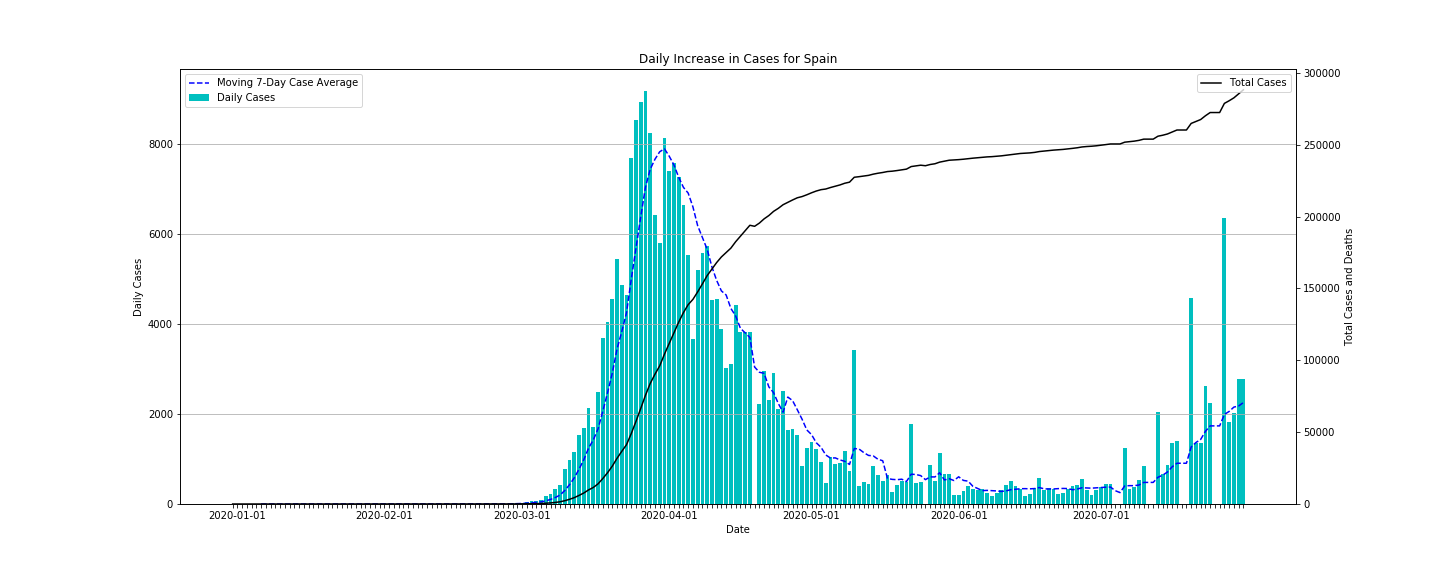 Daily Increase in Cases for Spain
Moving 7-Day Case Average
Daily Cases
Total Cases
8000
6000
4000
2000
0
Daily Cases
300000
250000
200000
150000
100000
50000
0
Total Cases and Deaths
2020-01-01 2020-02-01 2020-03-01 2020-04-01 2020-05-01 2020-06-01 2020-07-01
Date